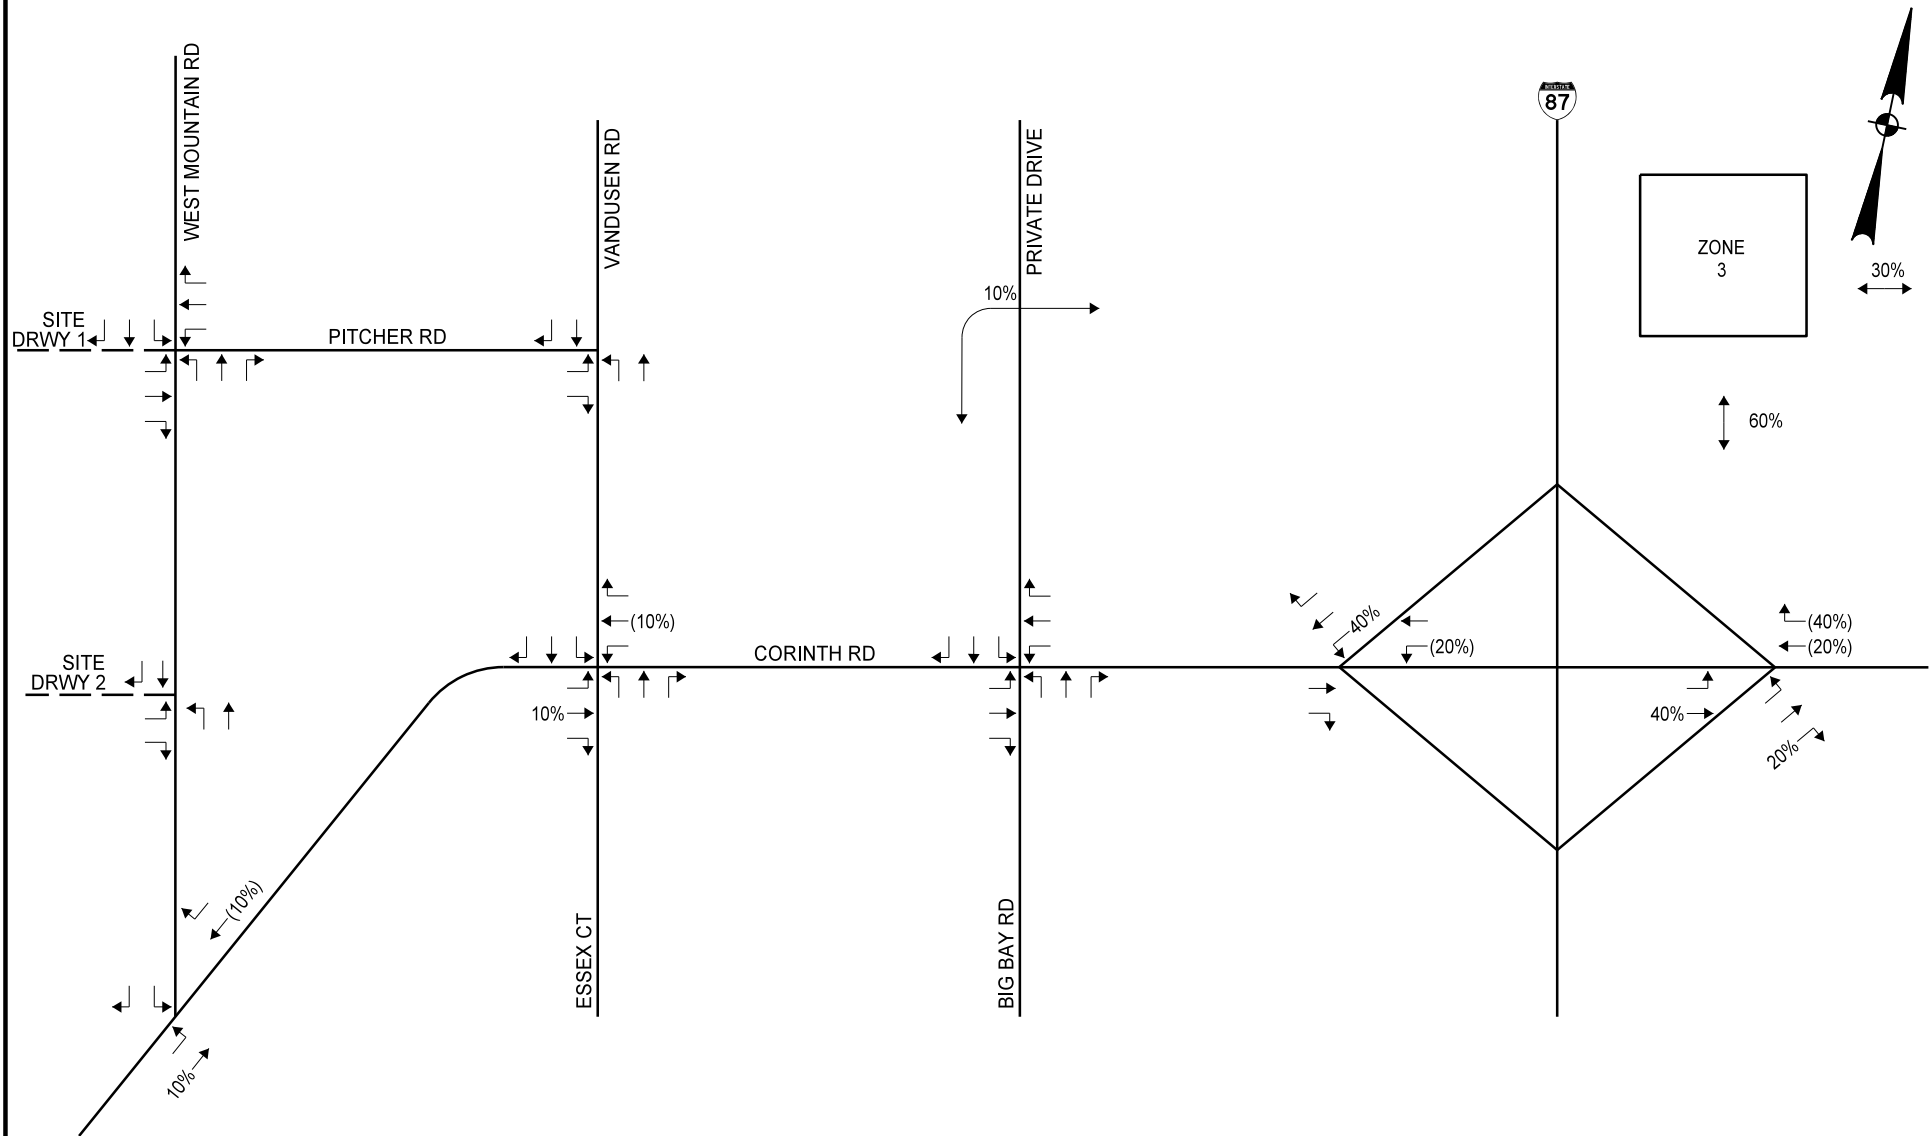 WEST MOUNTAIN RD
VANDUSEN RD
PRIVATE DRIVE
INTERSTATE
87
ZONE
3
30%
10%
SITE
DRWY 1
PITCHER RD
60%
(10%)
40%
(40%)
(20%)
(20%)
CORINTH RD
SITE
DRWY 2
10%
40%
20%
(10%)
ESSEX CT
BIG BAY RD
10%